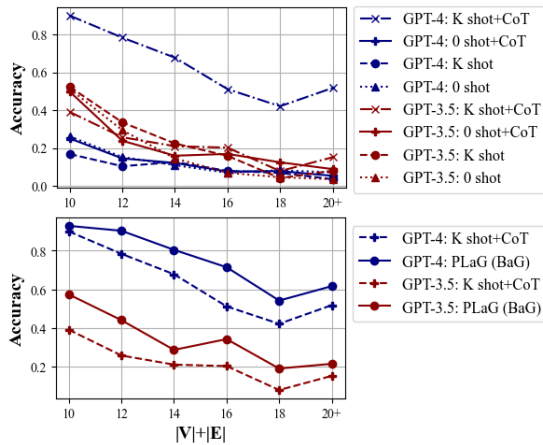 Accuracy
0.8
0.6
0.4
0.2
0.0
10 12 14 16 18 20+
GPT-4: K shot+CoT
GPT-4: 0 shot+CoT
GPT-4: K shot
GPT-4: 0 shot
GPT-3.5: K shot+CoT
GPT-3.5: 0 shot+CoT
GPT-3.5: K shot
GPT-3.5: 0 shot
Accuracy
0.8
0.6
0.4
0.2
10 12 14 16 18 20+
|V|+|E|
GPT-4: K shot+CoT
GPT-4: PLaG (BaG)
GPT-3.5: K shot+CoT
GPT-3.5: PLaG (BaG)